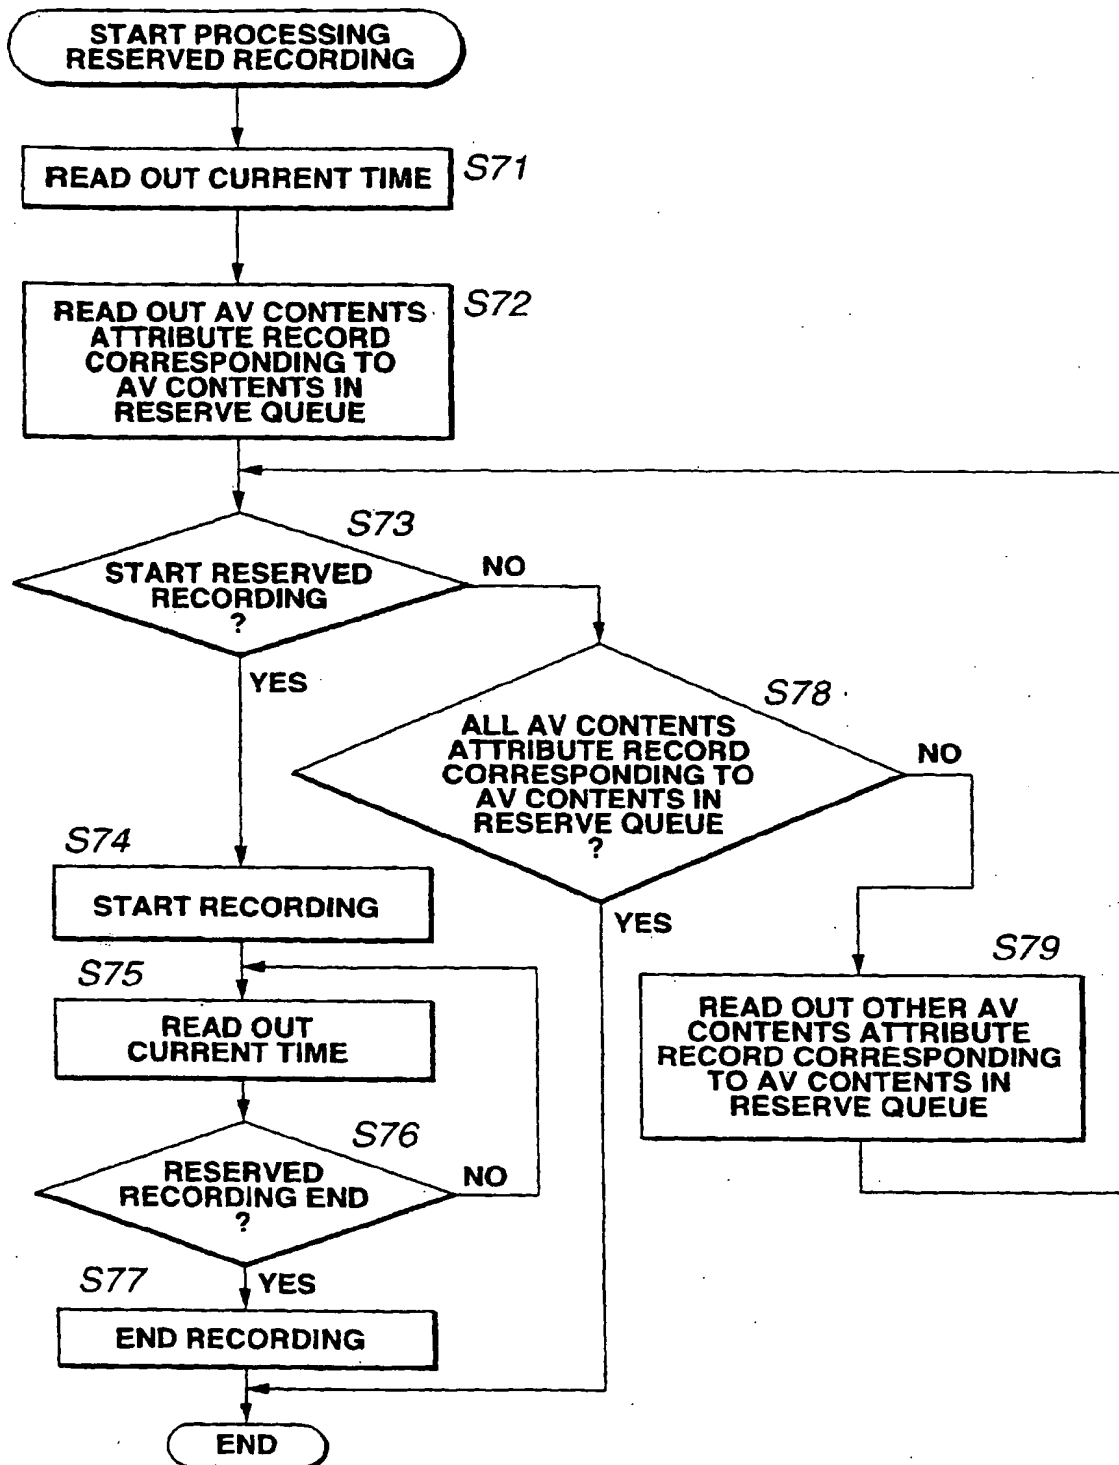 START PROCESSING
RESERVED RECORDING
READ OUT CURRENT TIME
S71
READ OUT AV CONTENTS
ATTRIBUTE RECORD
CORRESPONDING TO
AV CONTENTS IN
RESERVE QUEUE
S72
S73
START RESERVED
RECORDING
?
NO
YES
S78
ALL AV CONTENTS
ATTRIBUTE RECORD
CORRESPONDING TO
AV CONTENTS IN
RESERVE QUEUE
?
NO
YES
S74
START RECORDING
S75
READ OUT
CURRENT TIME
S79
READ OUT OTHER AV
CONTENTS ATTRIBUTE
RECORD CORRESPONDING
TO AV CONTENTS IN
RESERVE QUEUE
S76
RESERVED
RECORDING END
?
NO
YES
S77
END RECORDING
END